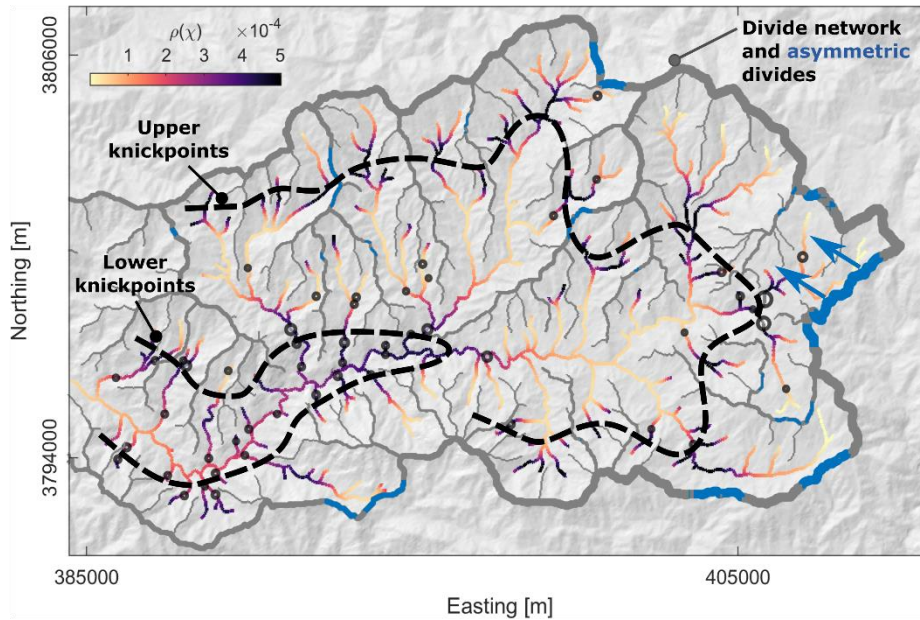 ρ(χ) ×10⁻⁴
1 2 3 4 5
Divide network
and asymmetric
divides
Upper
knickpoints
Lower
knickpoints
3806000
3794000
Northing [m]
385000 405000
Easting [m]